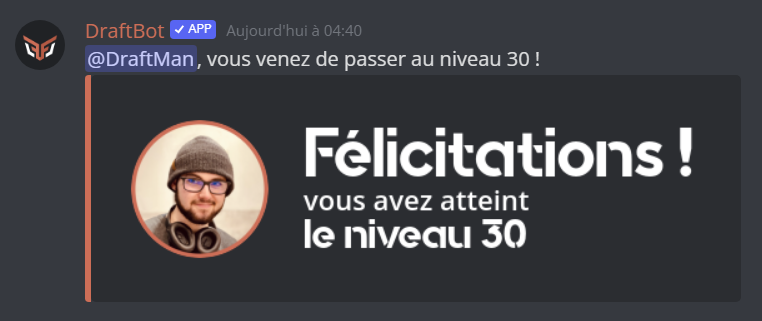 DraftBot APP Aujourd'hui à 04:40
@DraftMan, vous venez de passer au niveau 30 !
Félicitations !
vous avez atteint
le niveau 30